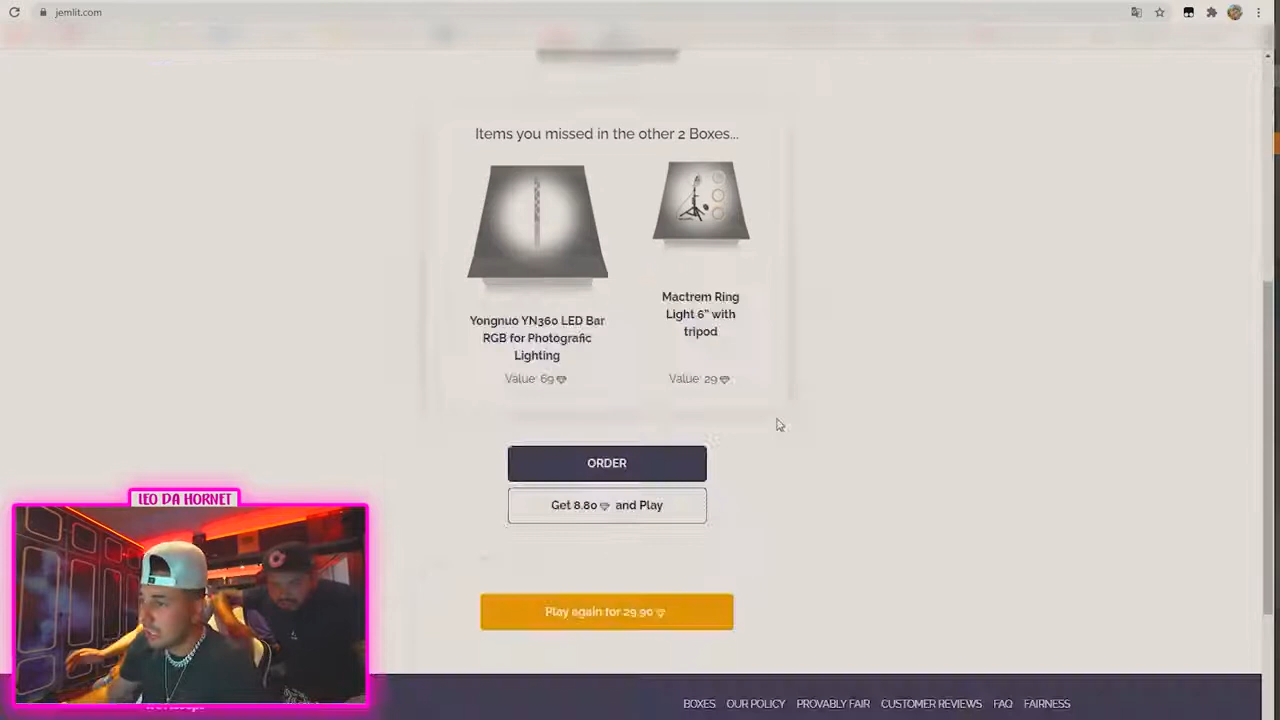 jemlit.com
Items you missed in the other 2 Boxes...
Yongnuo YN360 LED Bar
RGB for Photografic
Lighting
Value: 69
Mactrem Ring
Light 6" with
tripod
Value: 29
ORDER
Get 8.80 and Play
Play again for 29.90
LEO DA HORNET
BOXES OUR POLICY PROVABLY FAIR CUSTOMER REVIEWS FAQ FAIRNESS